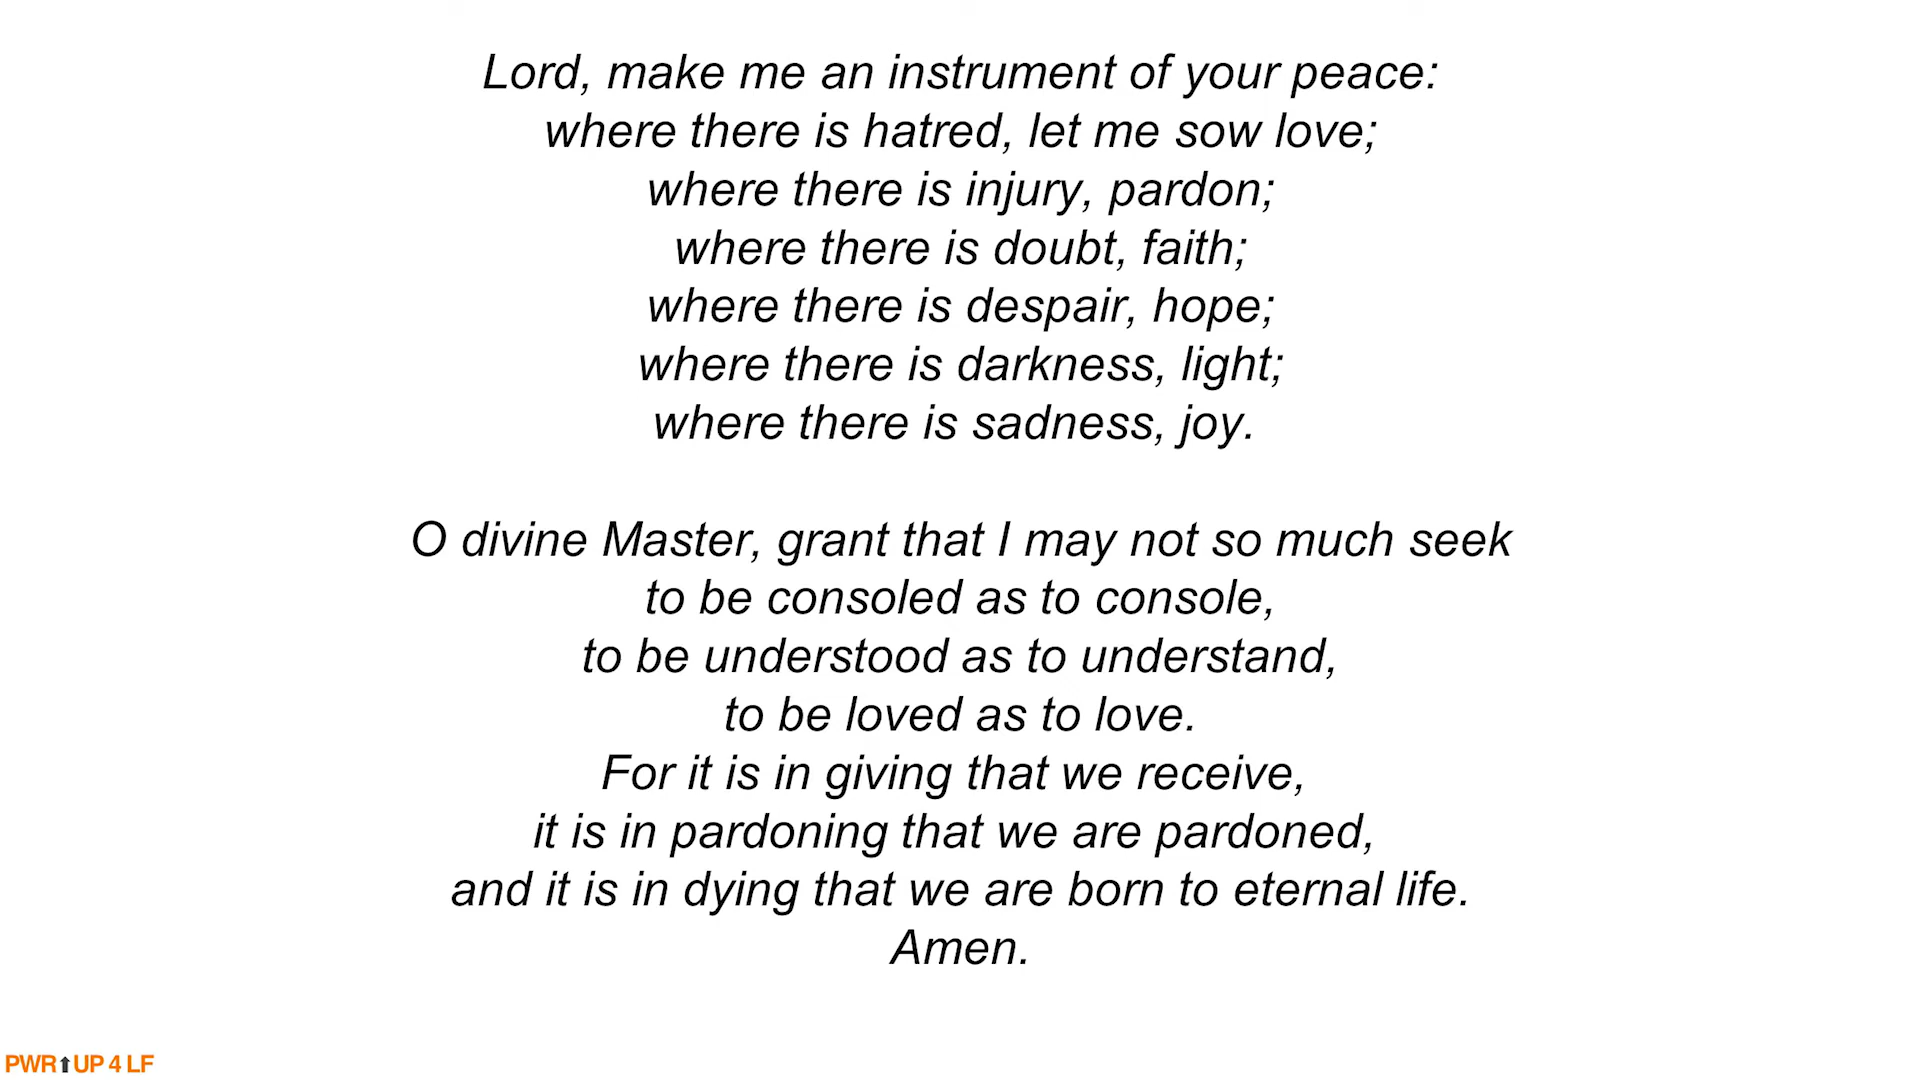 Lord, make me an instrument of your peace:
where there is hatred, let me sow love;
where there is injury, pardon;
where there is doubt, faith;
where there is despair, hope;
where there is darkness, light;
where there is sadness, joy.
O divine Master, grant that I may not so much seek
to be consoled as to console,
to be understood as to understand,
to be loved as to love.
For it is in giving that we receive,
it is in pardoning that we are pardoned,
and it is in dying that we are born to eternal life.
Amen.
PWR⬆UP 4 LF